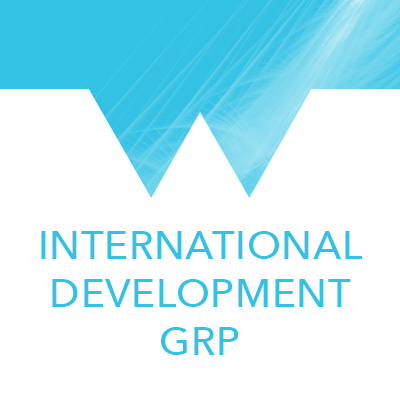 W
INTERNATIONAL
DEVELOPMENT
GRP